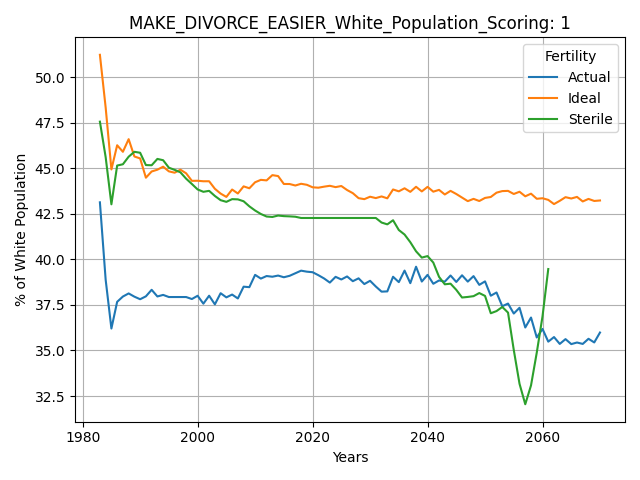 MAKE_DIVORCE_EASIER_White_Population_Scoring: 1
Fertility
Actual
Ideal
Sterile
% of White Population
50.0
47.5
45.0
42.5
40.0
37.5
35.0
32.5
1980
2000
2020
2040
2060
Years